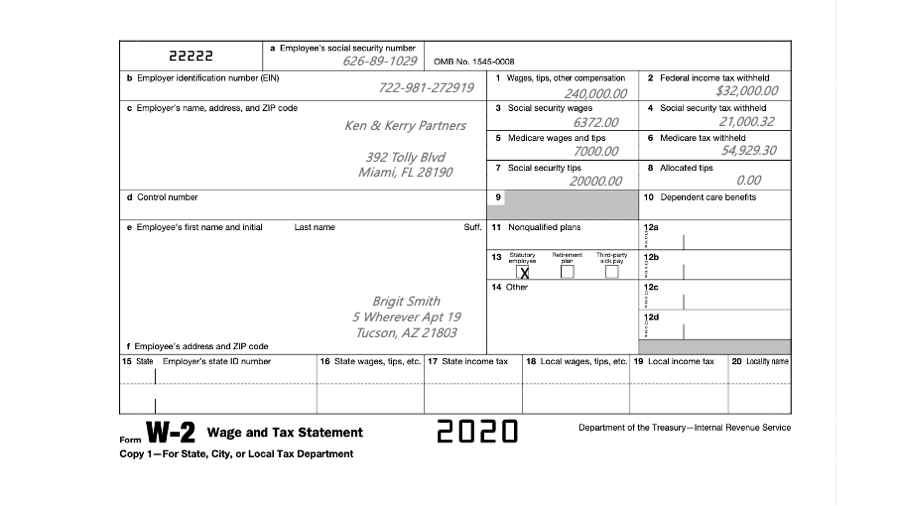 22222
a Employee's social security number
626-89-1029
OMB No. 1545-0008
b Employer identification number (EIN)
722-981-272919
1 Wages, tips, other compensation
240,000.00
2 Federal income tax withheld
$32,000.00
c Employer's name, address, and ZIP code
Ken & Kerry Partners
392 Tolly Blvd
Miami, FL 28190
3 Social security wages
6372.00
4 Social security tax withheld
21,000.32
5 Medicare wages and tips
7000.00
6 Medicare tax withheld
54,929.30
7 Social security tips
20000.00
8 Allocated tips
0.00
d Control number
9
10 Dependent care benefits
e Employee's first name and initial Last name Suff.
11 Nonqualified plans
12a
Code
13 Statutory employee Retirement plan Third-party sick pay
X
12b
Code
14 Other
12c
Code
12d
Code
Brigit Smith
5 Wherever Apt 19
Tucson, AZ 21803
f Employee's address and ZIP code
15 State Employer's state ID number
16 State wages, tips, etc.
17 State income tax
18 Local wages, tips, etc.
19 Local income tax
20 Locality name
Form W-2 Wage and Tax Statement
2020
Department of the Treasury—Internal Revenue Service
Copy 1—For State, City, or Local Tax Department